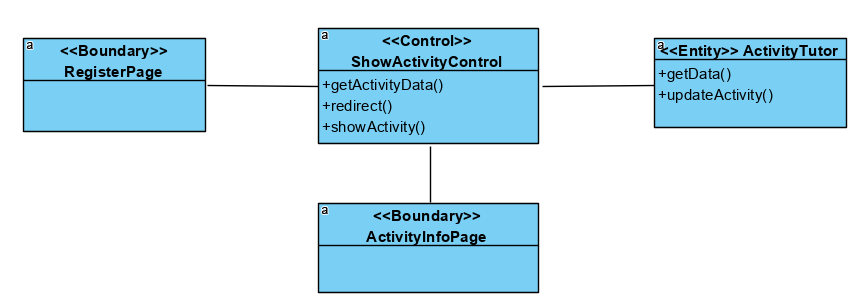 a
<<Boundary>>
RegisterPage
a
<<Control>>
ShowActivityControl
+getActivityData()
+redirect()
+showActivity()
a
<<Entity>> ActivityTutor
+getData()
+updateActivity()
a
<<Boundary>>
ActivityInfoPage